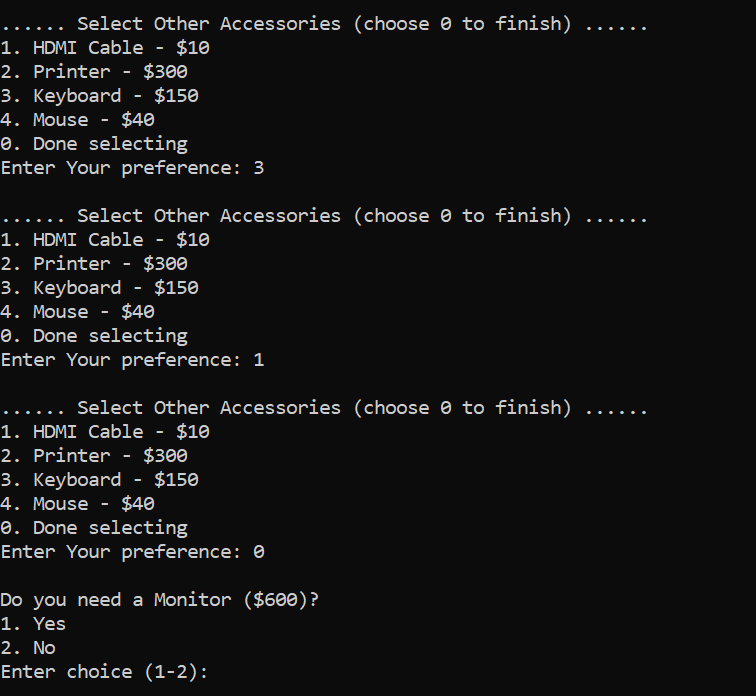 ...... Select Other Accessories (choose 0 to finish) ......
1. HDMI Cable - $10
2. Printer - $300
3. Keyboard - $150
4. Mouse - $40
0. Done selecting
Enter Your preference: 3
...... Select Other Accessories (choose 0 to finish) ......
1. HDMI Cable - $10
2. Printer - $300
3. Keyboard - $150
4. Mouse - $40
0. Done selecting
Enter Your preference: 1
...... Select Other Accessories (choose 0 to finish) ......
1. HDMI Cable - $10
2. Printer - $300
3. Keyboard - $150
4. Mouse - $40
0. Done selecting
Enter Your preference: 0
Do you need a Monitor ($600)?
1. Yes
2. No
Enter choice (1-2):